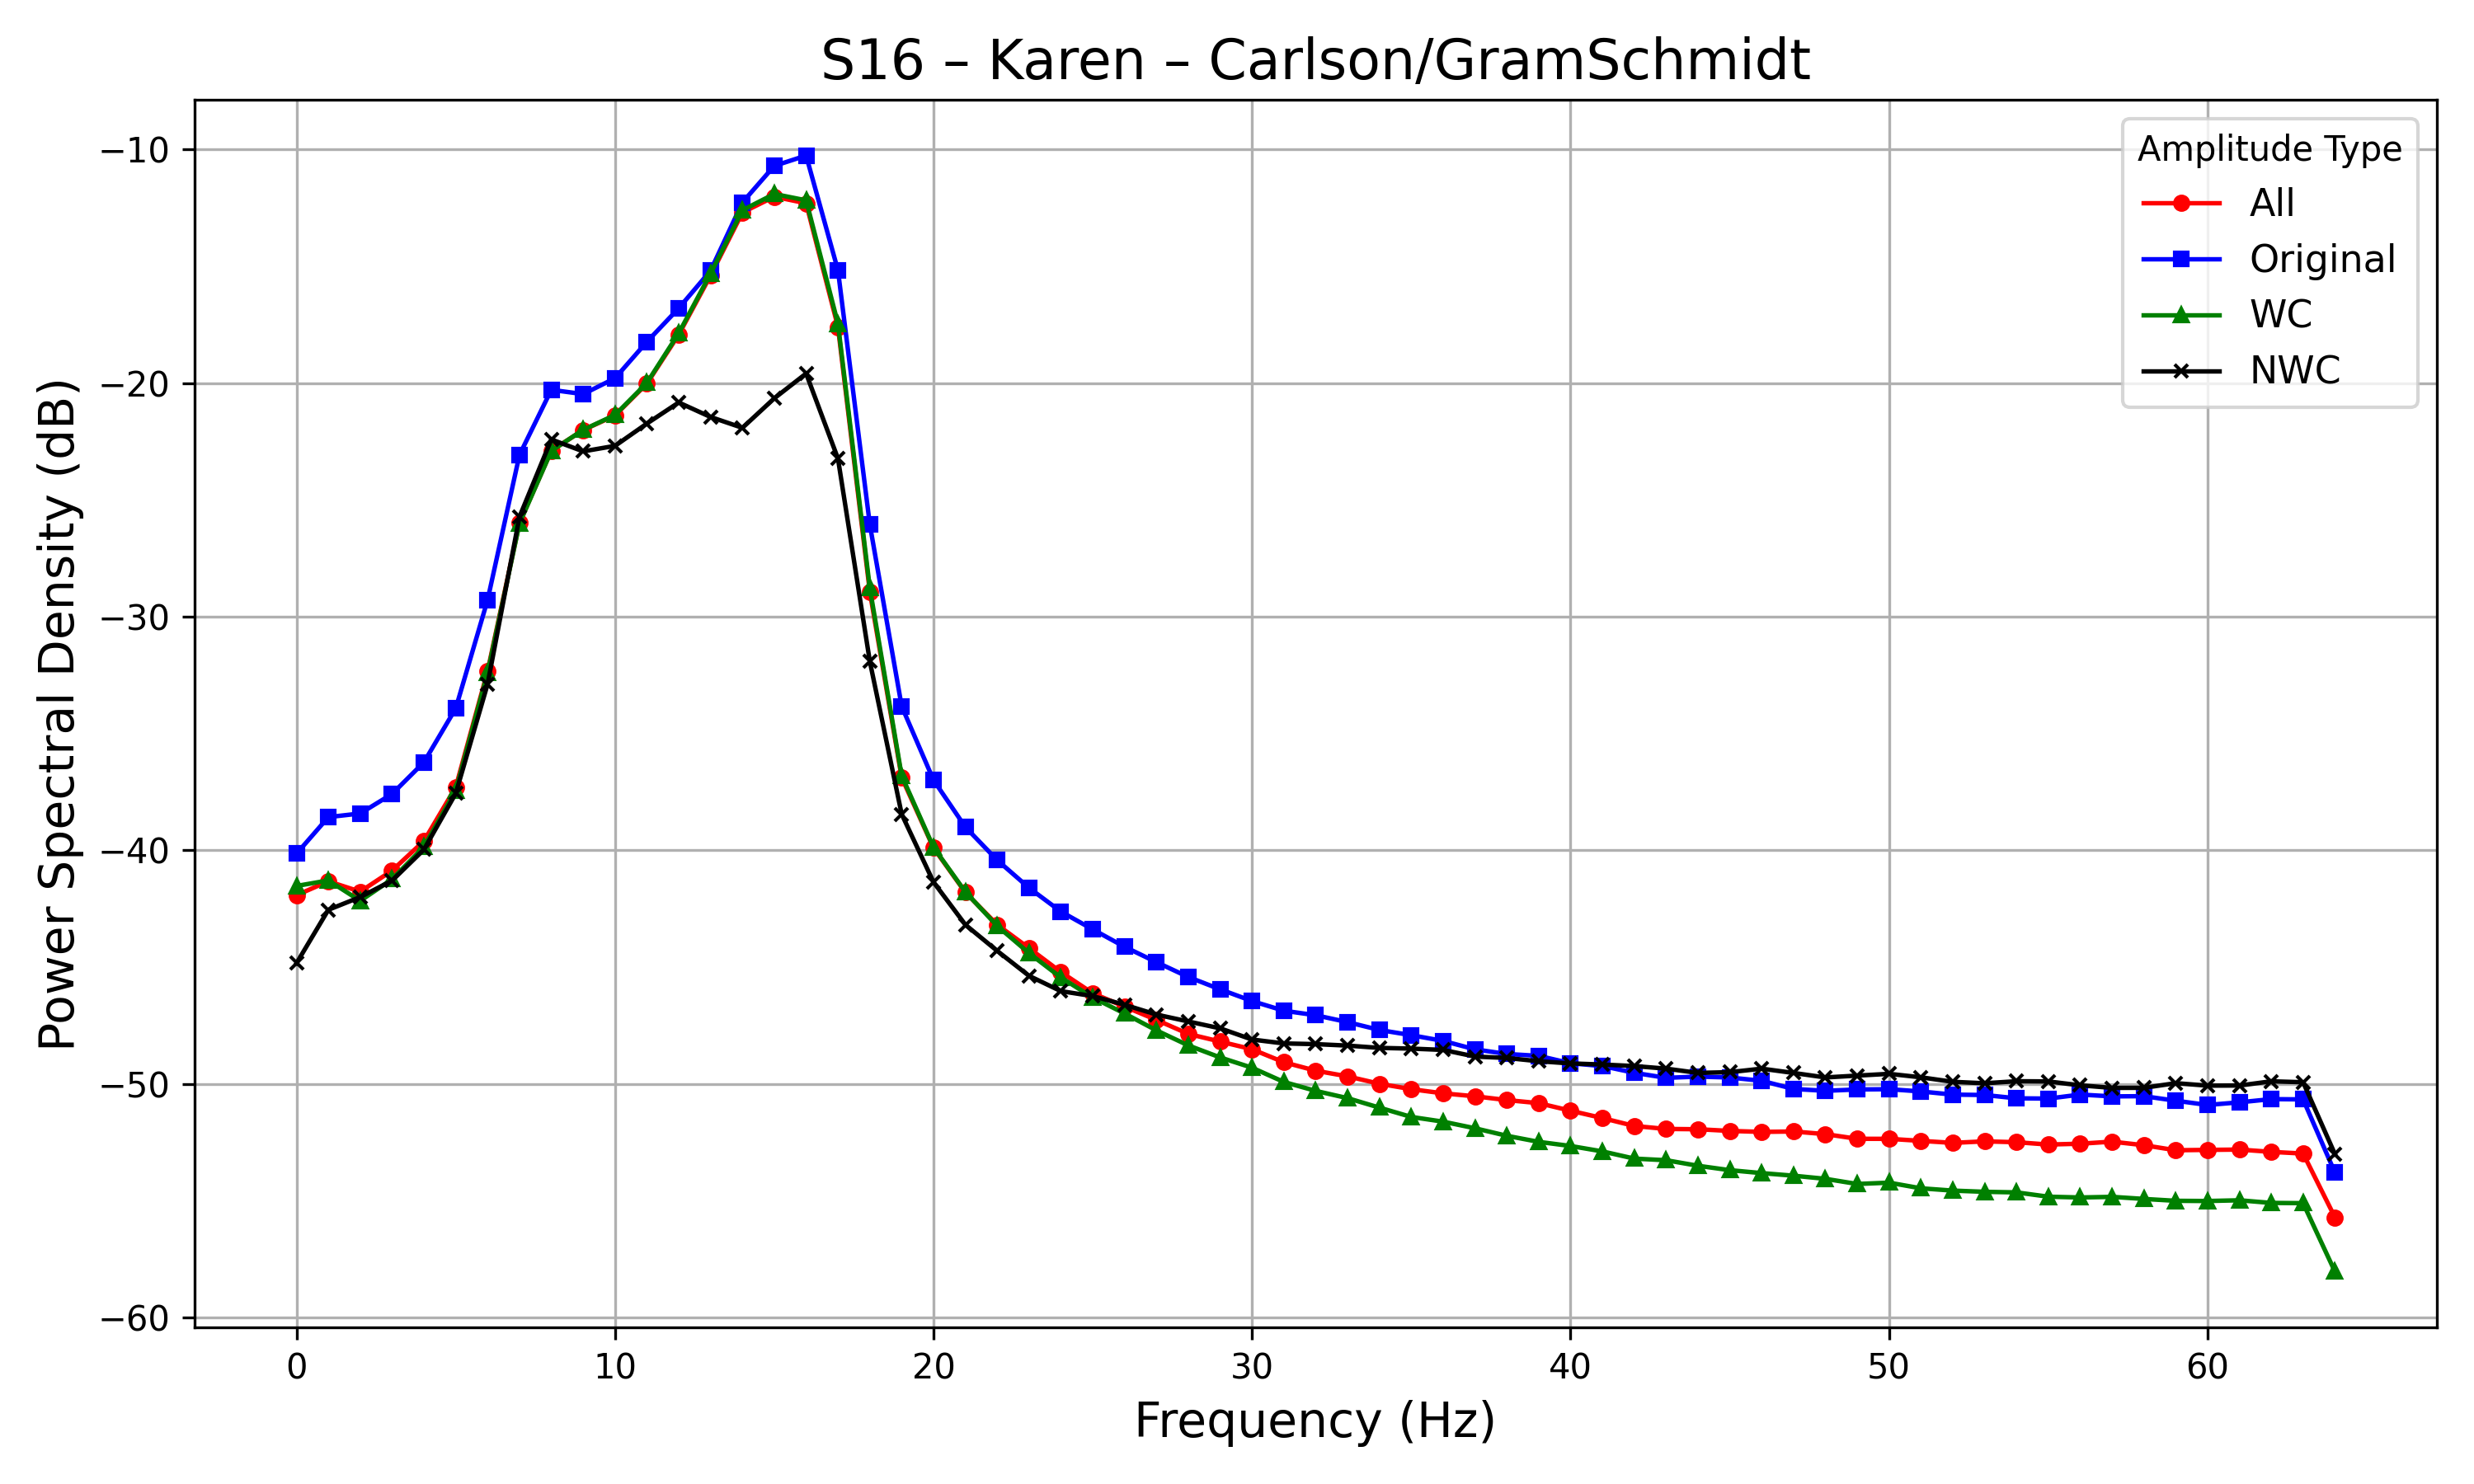 S16 – Karen – Carlson/GramSchmidt
Power Spectral Density (dB)
−10
−20
−30
−40
−50
−60
Amplitude Type
All
Original
WC
NWC
0 10 20 30 40 50 60
Frequency (Hz)